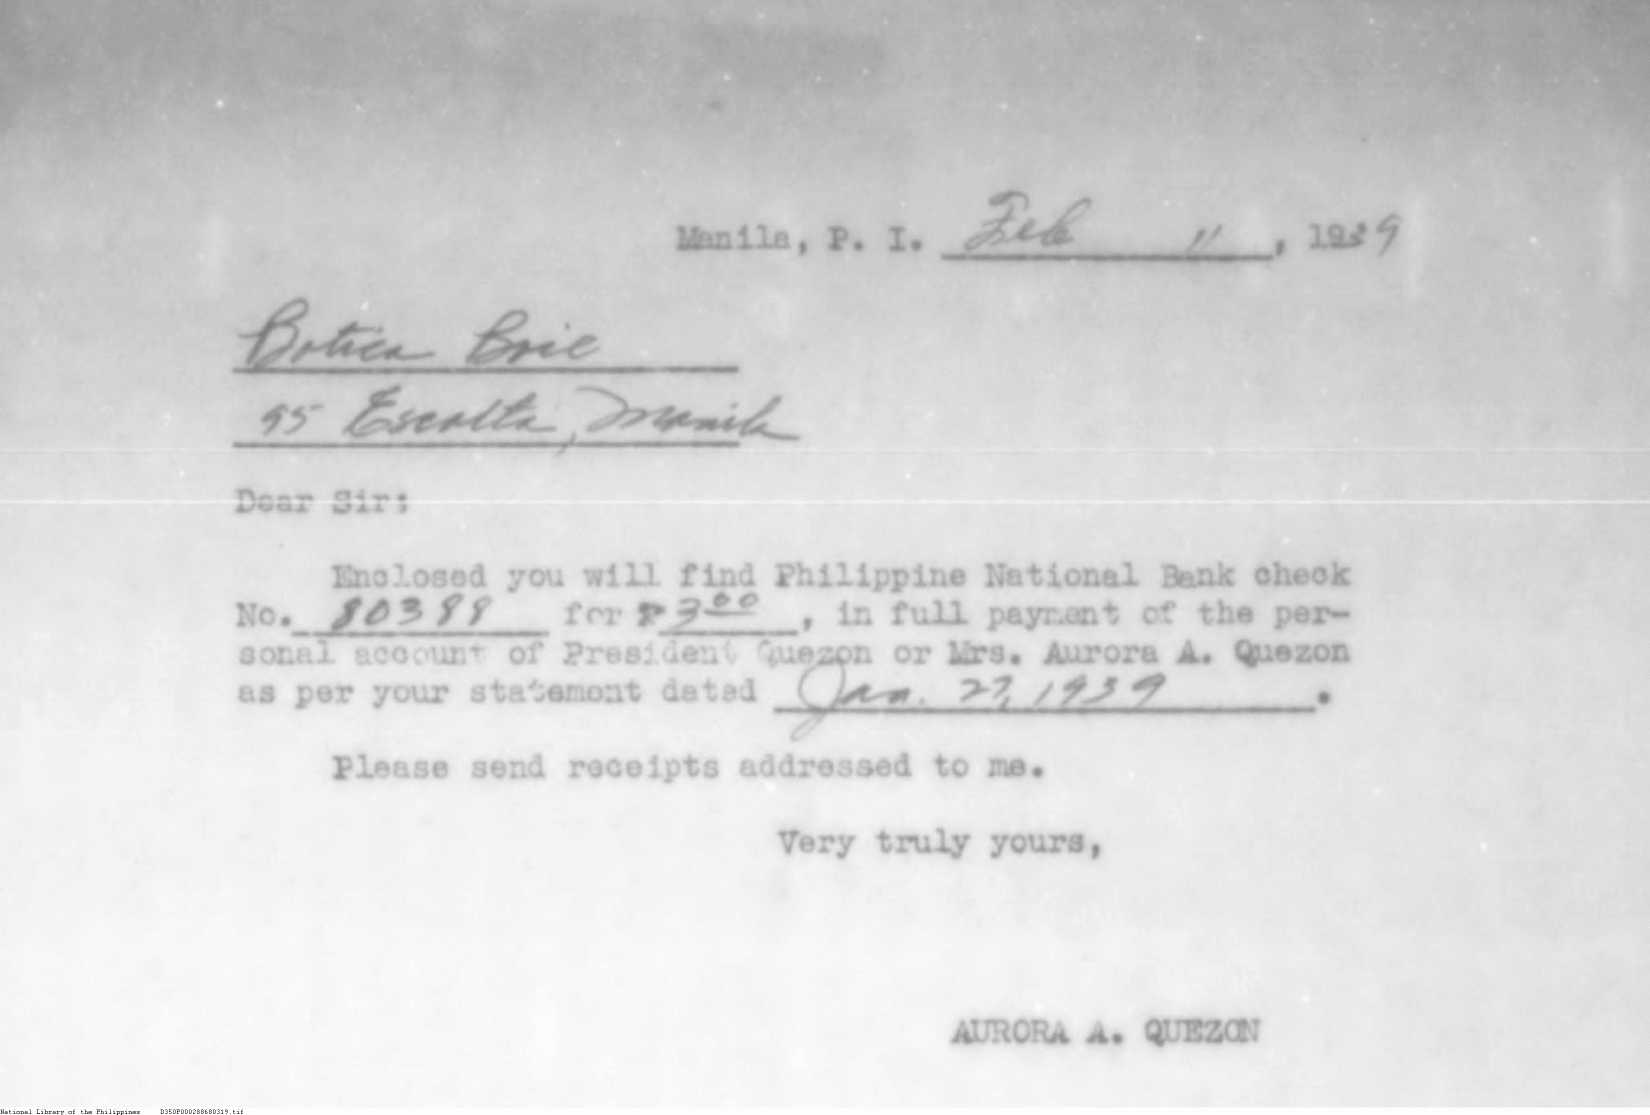 Manila, P. I. Feb 11, 1939
Botica Boie
95 Escolta, Manila
Dear Sir:
Enclosed you will find Philippine National Bank check
No. 80388 for ₱ 3 00, in full payment of the per-
sonal account of President Quezon or Mrs. Aurora A. Quezon
as per your statement dated Jan. 27, 1939.
Please send receipts addressed to me.
Very truly yours,
AURORA A. QUEZON
National Library of the Philippines D350P000288680319.tif